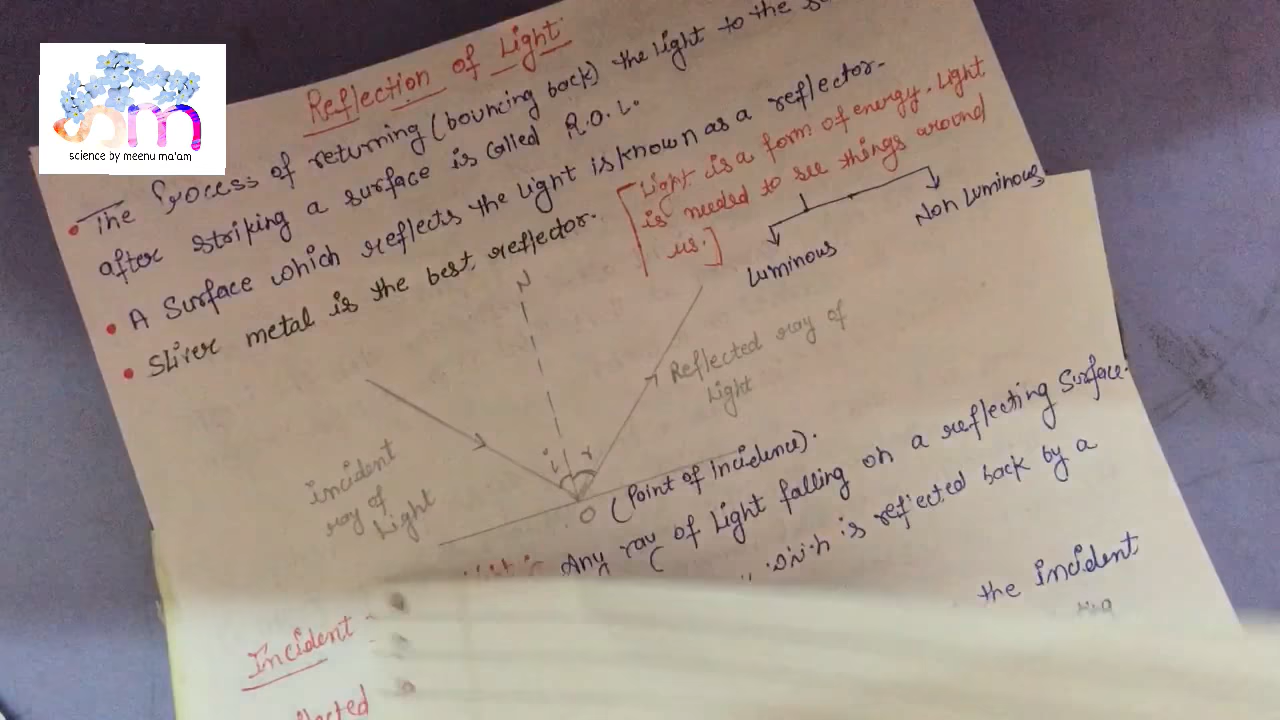 science by meenu ma'am
Reflection of Light
• The Process of returning (bouncing back) the light to the
after striking a surface is called R.O.L.
• A Surface which reflects the light is known as a reflector.
• Sliver metal is the best reflector.
[Light is a form of energy. Light
is needed to see things around
us.]
Luminous
Non Luminous
N
incident
ray of
Light
i
r
Reflected ray of
Light
O (Point of incidence).
Any ray of Light falling on a reflecting Surface.
is reflected back by a
Incident
the incident